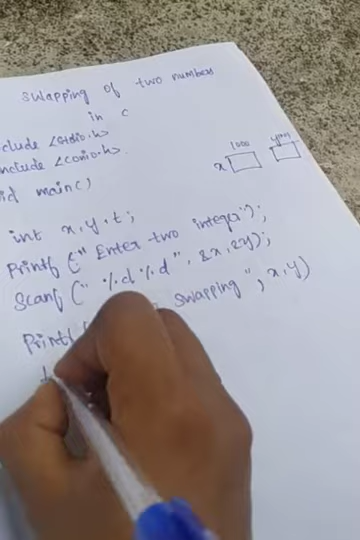 Swapping of two numbers
in c
clude <stdio.h>
nclude <conio.h>
id main()
x 1000
int x, y, t;
Printf (" Enter two integer");
Scanf (" %d %d ", &x, &y);
Printf( Swapping ", x, y)